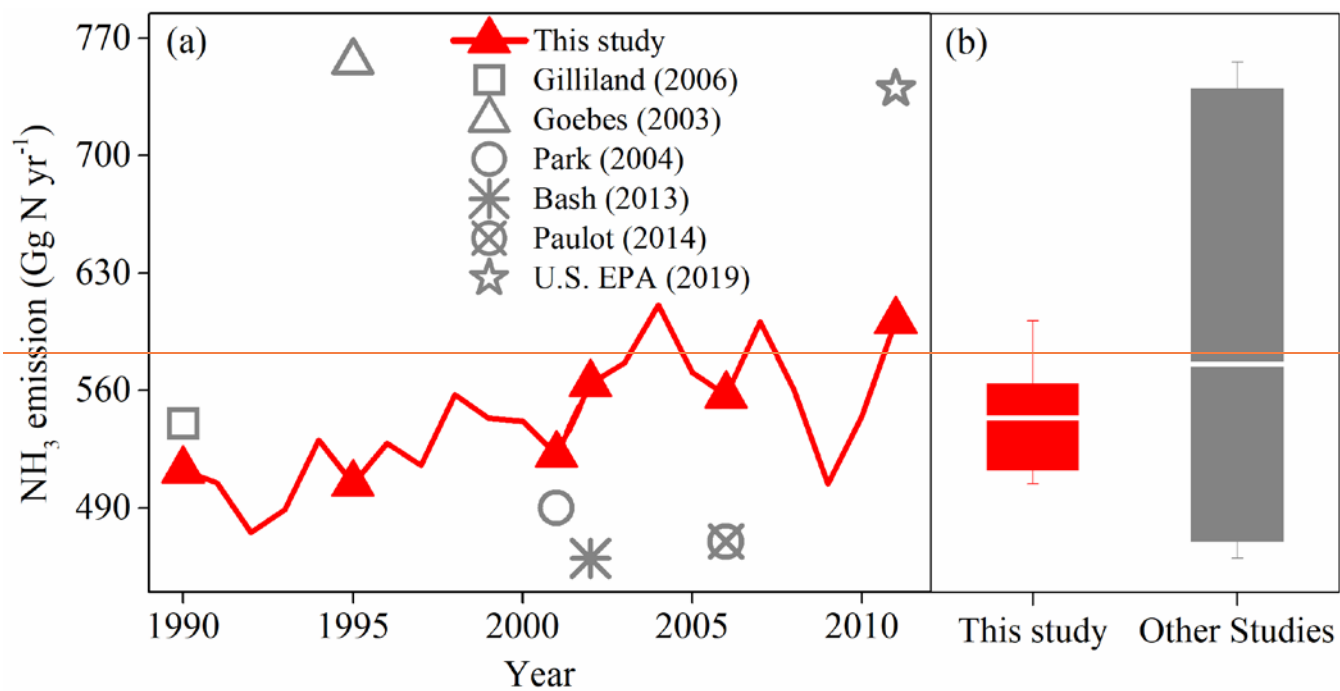 (a)
(b)
This study
Gilliland (2006)
Goebes (2003)
Park (2004)
Bash (2013)
Paulot (2014)
U.S. EPA (2019)
NH₃ emission (Gg N yr⁻¹)
770
700
630
560
490
1990 1995 2000 2005 2010
Year
This study Other Studies